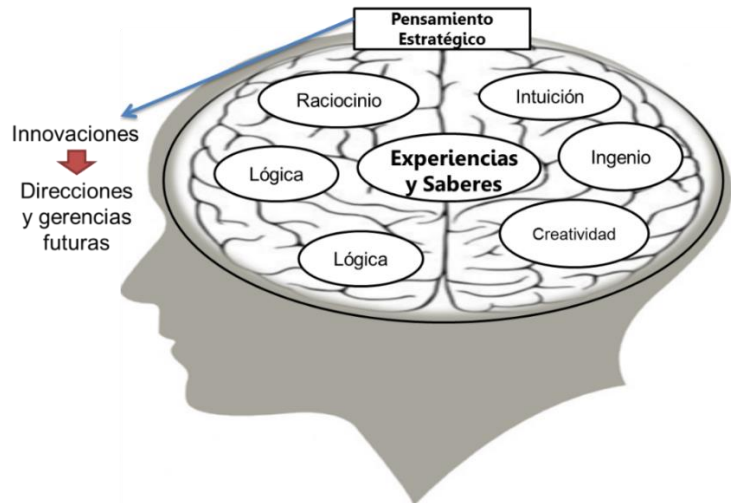 Pensamiento
Estratégico
Raciocinio
Intuición
Innovaciones
Experiencias
y Saberes
Ingenio
Lógica
Direcciones
y gerencias
futuras
Creatividad
Lógica